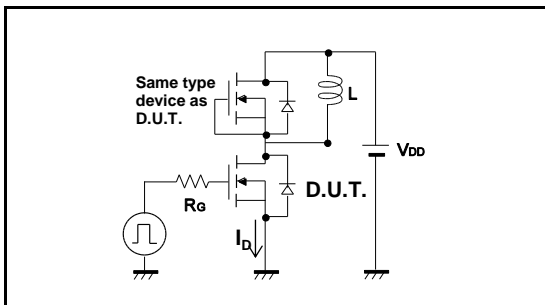 Same type
device as
D.U.T.
L
VDD
D.U.T.
RG
ID